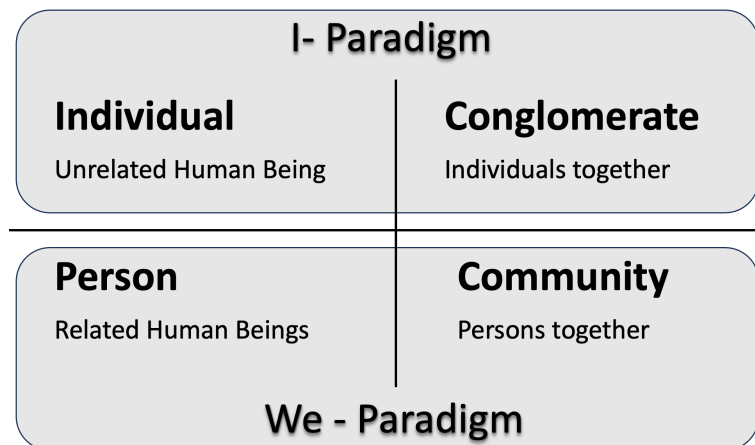 I- Paradigm
Individual
Conglomerate
Unrelated Human Being
Individuals together
Person
Community
Related Human Beings
Persons together
We - Paradigm